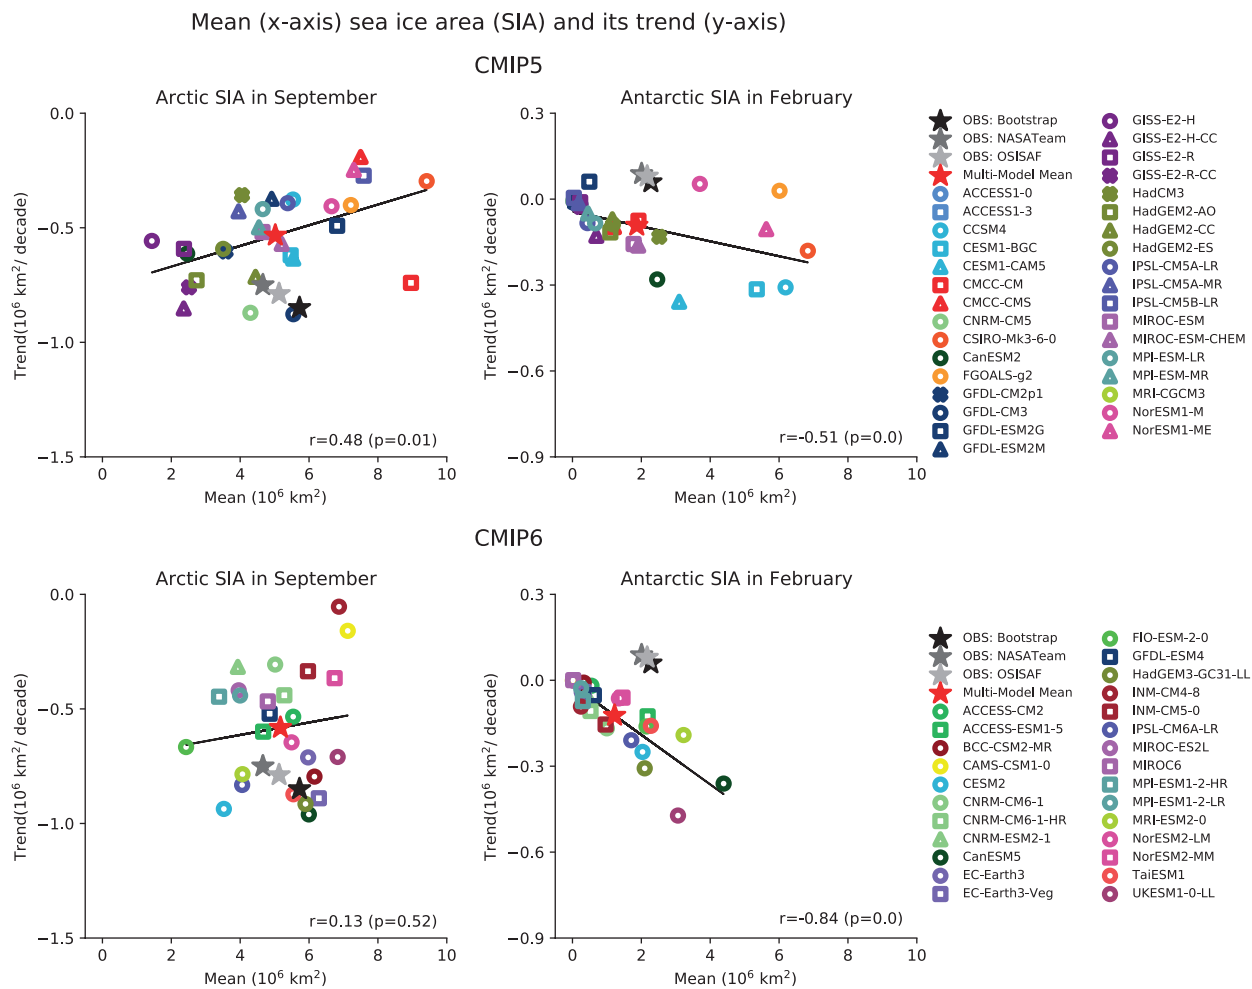 Mean (x-axis) sea ice area (SIA) and its trend (y-axis)
CMIP5
Arctic SIA in September
Antarctic SIA in February
0.0
−0.5
−1.0
−1.5
Trend(10⁶ km²/ decade)
0 2 4 6 8 10
Mean (10⁶ km²)
r=0.48 (p=0.01)
0.3
0.0
−0.3
−0.6
−0.9
Trend(10⁶ km²/ decade)
0 2 4 6 8 10
Mean (10⁶ km²)
r=-0.51 (p=0.0)
OBS: Bootstrap
OBS: NASATeam
OBS: OSISAF
Multi-Model Mean
ACCESS1-0
ACCESS1-3
CCSM4
CESM1-BGC
CESM1-CAM5
CMCC-CM
CMCC-CMS
CNRM-CM5
CSIRO-Mk3-6-0
CanESM2
FGOALS-g2
GFDL-CM2p1
GFDL-CM3
GFDL-ESM2G
GFDL-ESM2M
GISS-E2-H
GISS-E2-H-CC
GISS-E2-R
GISS-E2-R-CC
HadCM3
HadGEM2-AO
HadGEM2-CC
HadGEM2-ES
IPSL-CM5A-LR
IPSL-CM5A-MR
IPSL-CM5B-LR
MIROC-ESM
MIROC-ESM-CHEM
MPI-ESM-LR
MPI-ESM-MR
MRI-CGCM3
NorESM1-M
NorESM1-ME
CMIP6
Arctic SIA in September
Antarctic SIA in February
0.0
−0.5
−1.0
−1.5
Trend(10⁶ km²/ decade)
0 2 4 6 8 10
Mean (10⁶ km²)
r=0.13 (p=0.52)
0.3
0.0
−0.3
−0.6
−0.9
Trend(10⁶ km²/ decade)
0 2 4 6 8 10
Mean (10⁶ km²)
r=-0.84 (p=0.0)
OBS: Bootstrap
OBS: NASATeam
OBS: OSISAF
Multi-Model Mean
ACCESS-CM2
ACCESS-ESM1-5
BCC-CSM2-MR
CAMS-CSM1-0
CESM2
CNRM-CM6-1
CNRM-CM6-1-HR
CNRM-ESM2-1
CanESM5
EC-Earth3
EC-Earth3-Veg
FIO-ESM-2-0
GFDL-ESM4
HadGEM3-GC31-LL
INM-CM4-8
INM-CM5-0
IPSL-CM6A-LR
MIROC-ES2L
MIROC6
MPI-ESM1-2-HR
MPI-ESM1-2-LR
MRI-ESM2-0
NorESM2-LM
NorESM2-MM
TaiESM1
UKESM1-0-LL